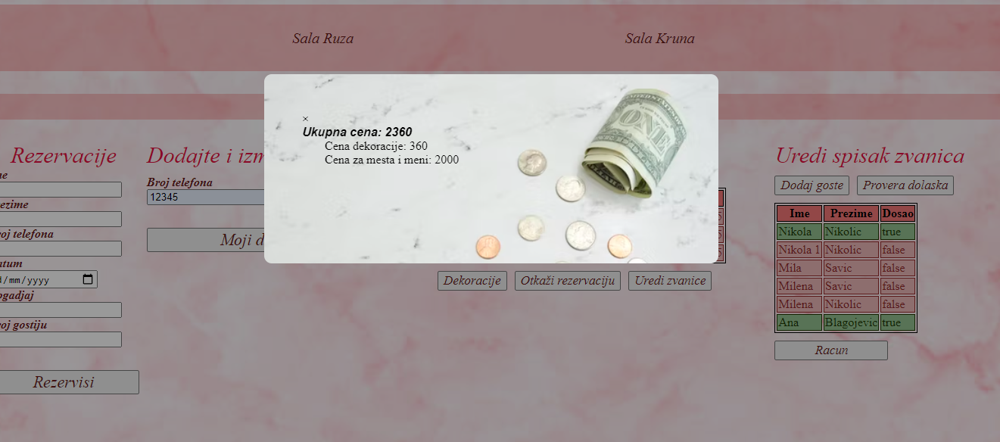 Sala Ruza
Sala Kruna
×
Ukupna cena: 2360
Cena dekoracije: 360
Cena za mesta i meni: 2000
ONE
Rezervacije
me
rezime
roj telefona
atum
d/mm/yyyy
ogadjaj
roj gostiju
Rezervisi
Dodajte i izm
Broj telefona
12345
Moji d
Dekoracije
Otkaži rezervaciju
Uredi zvanice
Uredi spisak zvanica
Dodaj goste
Provera dolaska
Ime Prezime Dosao
Nikola Nikolic true
Nikola 1 Nikolic false
Mila Savic false
Milena Savic false
Milena Nikolic false
Ana Blagojevic true
Racun